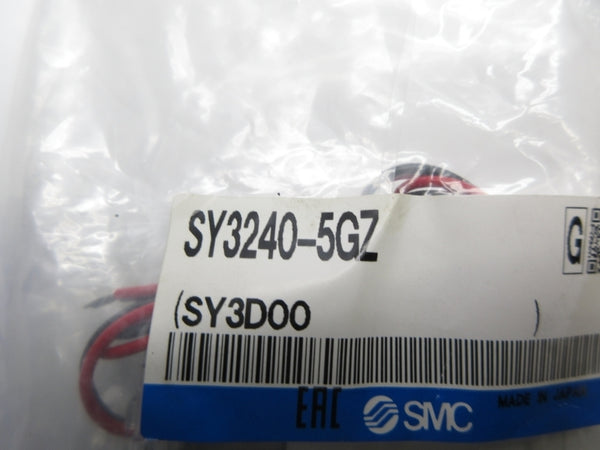 SY3240-5GZ
G
(SY3D00 )
EAC SMC MADE IN JAPAN